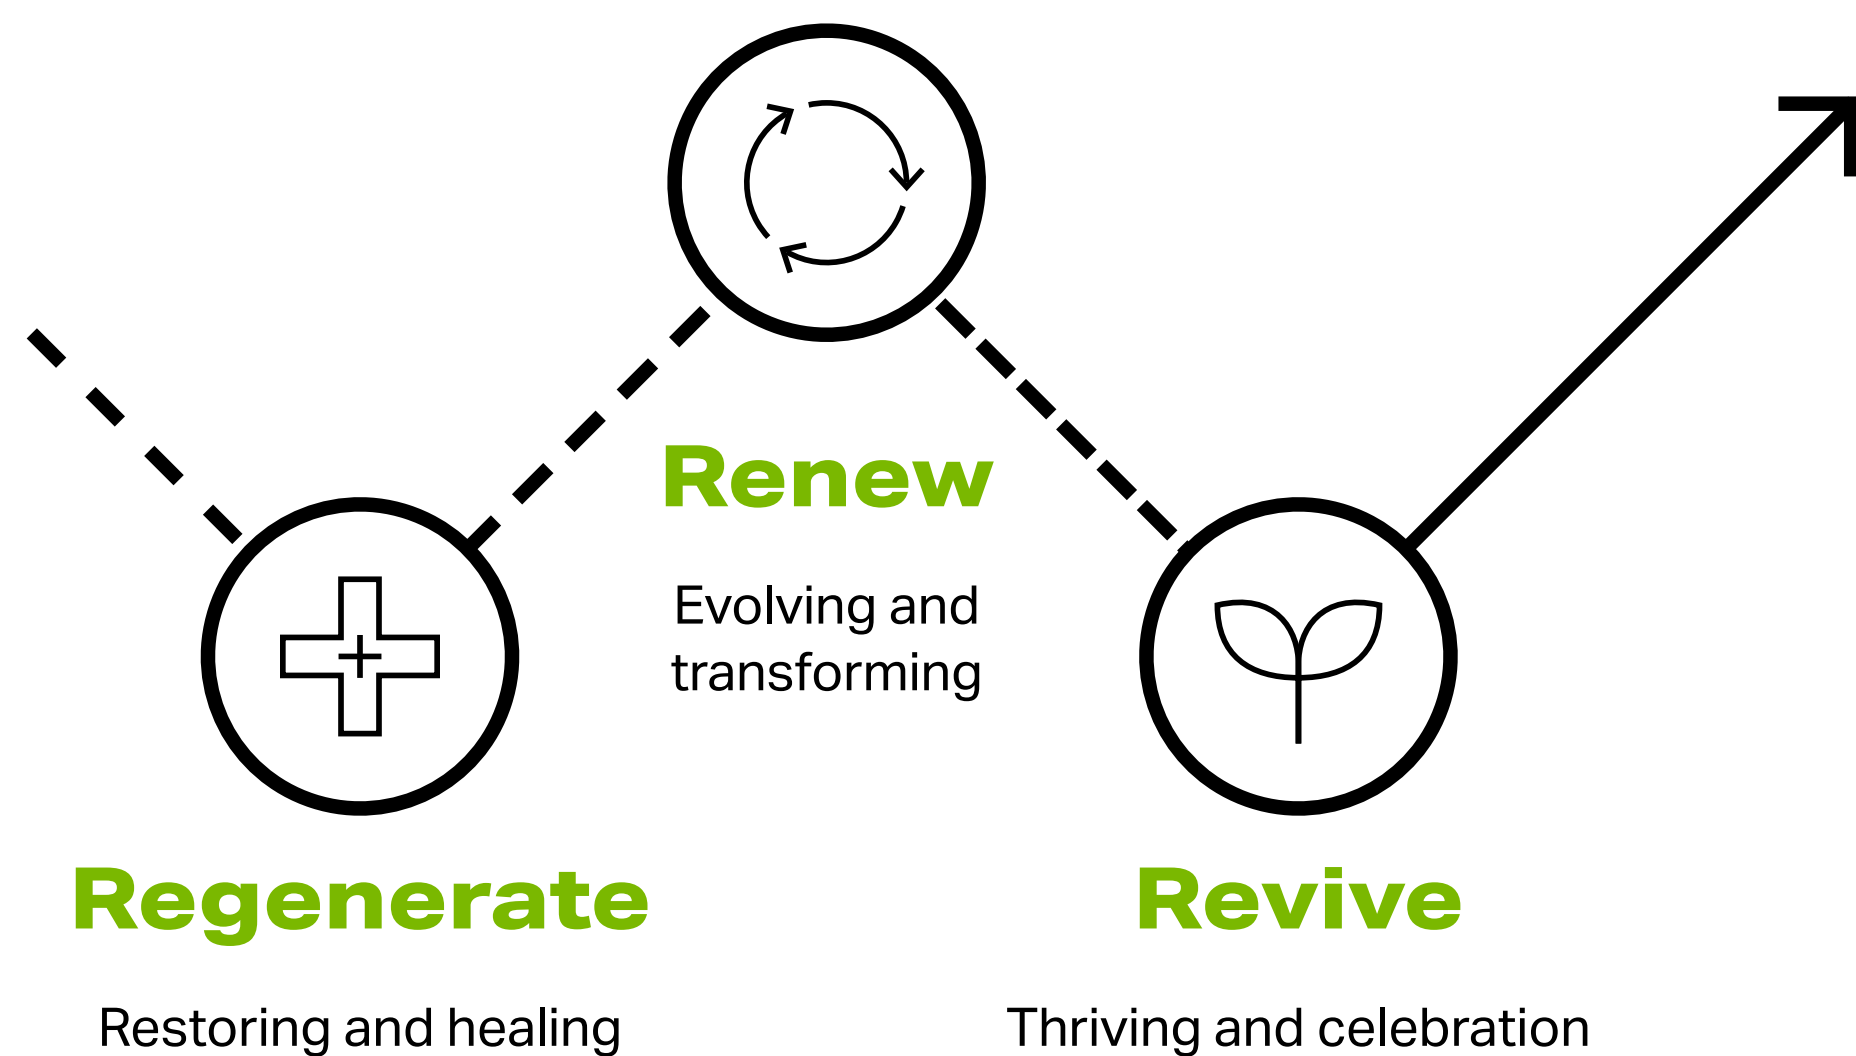 Renew
Evolving and
transforming
Regenerate
Restoring and healing
Revive
Thriving and celebration